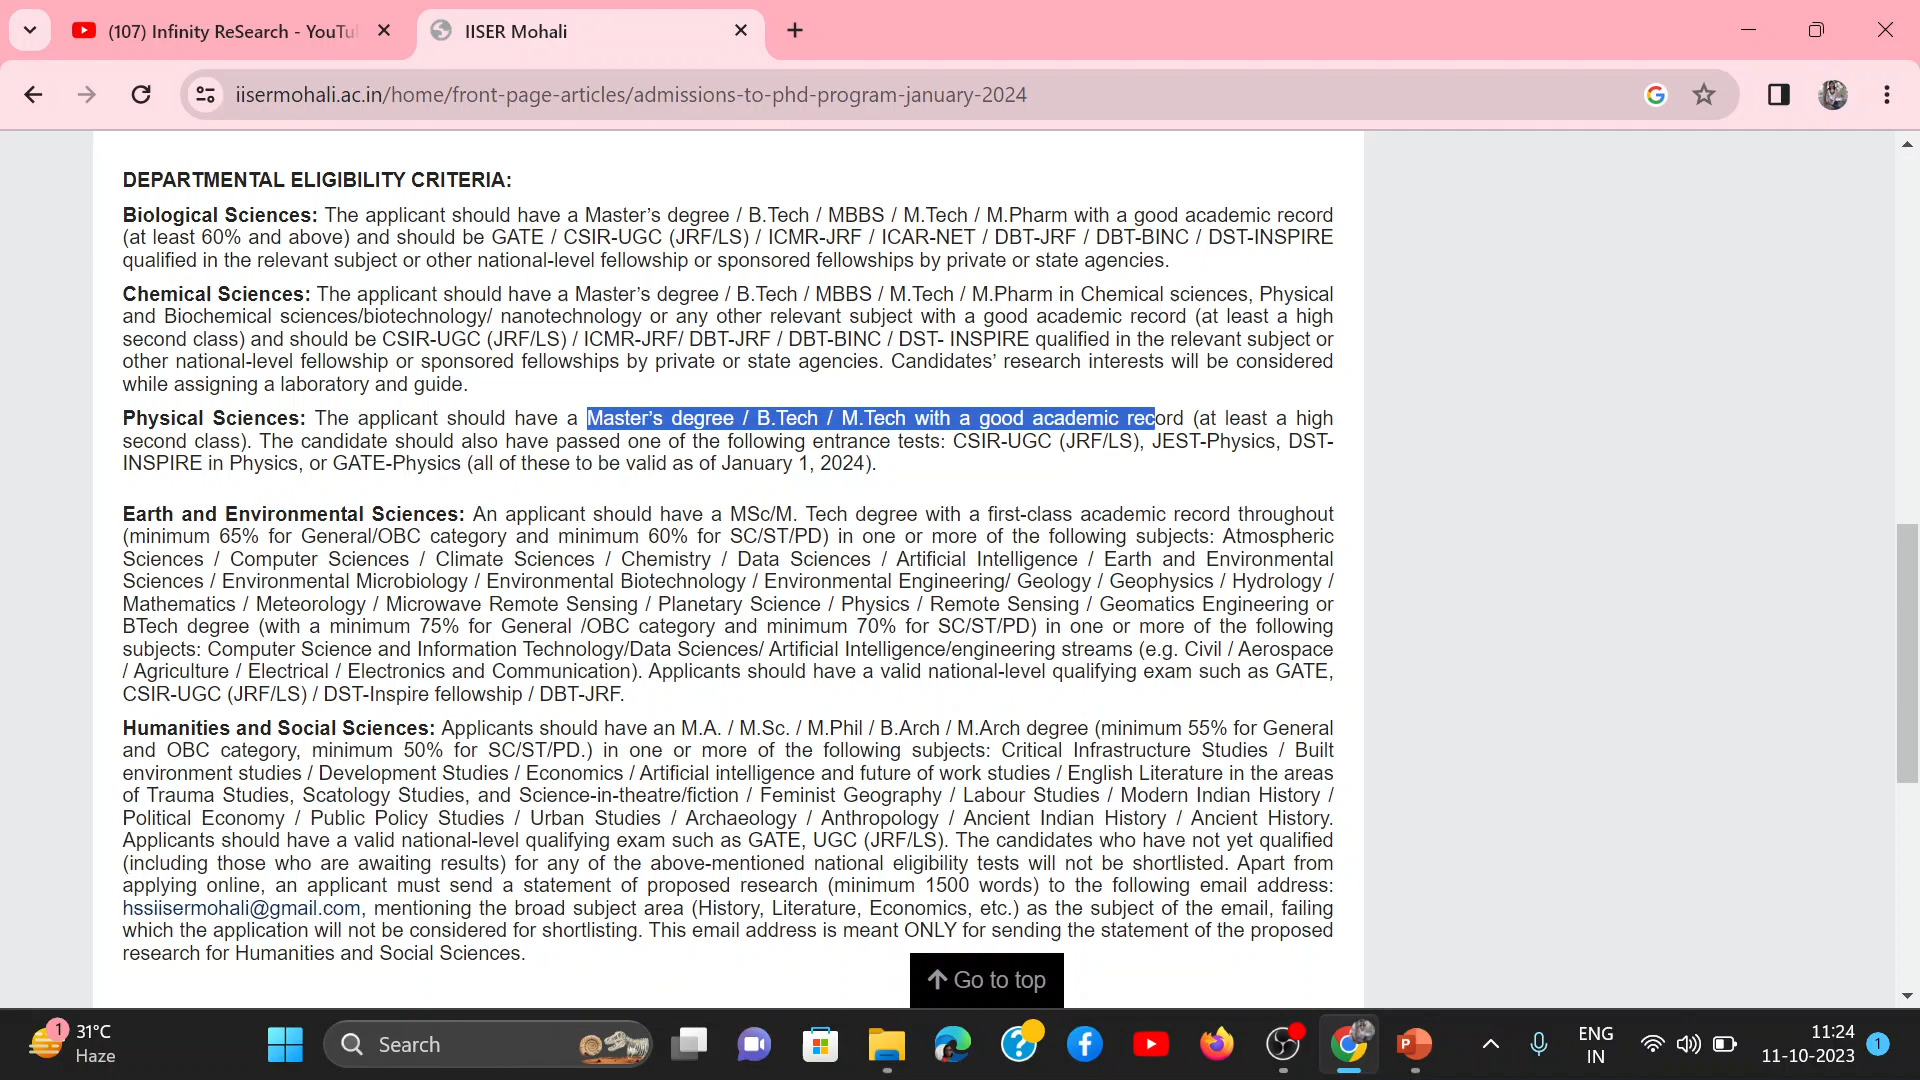 (107) Infinity ReSearch - YouTu
IISER Mohali
iisermohali.ac.in/home/front-page-articles/admissions-to-phd-program-january-2024
DEPARTMENTAL ELIGIBILITY CRITERIA:
Biological Sciences: The applicant should have a Master’s degree / B.Tech / MBBS / M.Tech / M.Pharm with a good academic record
(at least 60% and above) and should be GATE / CSIR-UGC (JRF/LS) / ICMR-JRF / ICAR-NET / DBT-JRF / DBT-BINC / DST-INSPIRE
qualified in the relevant subject or other national-level fellowship or sponsored fellowships by private or state agencies.
Chemical Sciences: The applicant should have a Master’s degree / B.Tech / MBBS / M.Tech / M.Pharm in Chemical sciences, Physical
and Biochemical sciences/biotechnology/ nanotechnology or any other relevant subject with a good academic record (at least a high
second class) and should be CSIR-UGC (JRF/LS) / ICMR-JRF/ DBT-JRF / DBT-BINC / DST- INSPIRE qualified in the relevant subject or
other national-level fellowship or sponsored fellowships by private or state agencies. Candidates’ research interests will be considered
while assigning a laboratory and guide.
Physical Sciences: The applicant should have a Master’s degree / B.Tech / M.Tech with a good academic record (at least a high
second class). The candidate should also have passed one of the following entrance tests: CSIR-UGC (JRF/LS), JEST-Physics, DST-
INSPIRE in Physics, or GATE-Physics (all of these to be valid as of January 1, 2024).
Earth and Environmental Sciences: An applicant should have a MSc/M. Tech degree with a first-class academic record throughout
(minimum 65% for General/OBC category and minimum 60% for SC/ST/PD) in one or more of the following subjects: Atmospheric
Sciences / Computer Sciences / Climate Sciences / Chemistry / Data Sciences / Artificial Intelligence / Earth and Environmental
Sciences / Environmental Microbiology / Environmental Biotechnology / Environmental Engineering/ Geology / Geophysics / Hydrology /
Mathematics / Meteorology / Microwave Remote Sensing / Planetary Science / Physics / Remote Sensing / Geomatics Engineering or
BTech degree (with a minimum 75% for General /OBC category and minimum 70% for SC/ST/PD) in one or more of the following
subjects: Computer Science and Information Technology/Data Sciences/ Artificial Intelligence/engineering streams (e.g. Civil / Aerospace
/ Agriculture / Electrical / Electronics and Communication). Applicants should have a valid national-level qualifying exam such as GATE,
CSIR-UGC (JRF/LS) / DST-Inspire fellowship / DBT-JRF.
Humanities and Social Sciences: Applicants should have an M.A. / M.Sc. / M.Phil / B.Arch / M.Arch degree (minimum 55% for General
and OBC category, minimum 50% for SC/ST/PD.) in one or more of the following subjects: Critical Infrastructure Studies / Built
environment studies / Development Studies / Economics / Artificial intelligence and future of work studies / English Literature in the areas
of Trauma Studies, Scatology Studies, and Science-in-theatre/fiction / Feminist Geography / Labour Studies / Modern Indian History /
Political Economy / Public Policy Studies / Urban Studies / Archaeology / Anthropology / Ancient Indian History / Ancient History.
Applicants should have a valid national-level qualifying exam such as GATE, UGC (JRF/LS). The candidates who have not yet qualified
(including those who are awaiting results) for any of the above-mentioned national eligibility tests will not be shortlisted. Apart from
applying online, an applicant must send a statement of proposed research (minimum 1500 words) to the following email address:
hssiisermohali@gmail.com, mentioning the broad subject area (History, Literature, Economics, etc.) as the subject of the email, failing
which the application will not be considered for shortlisting. This email address is meant ONLY for sending the statement of the proposed
research for Humanities and Social Sciences.
Go to top
1
31°C
Haze
Search
ENG
IN
11:24
11-10-2023
1